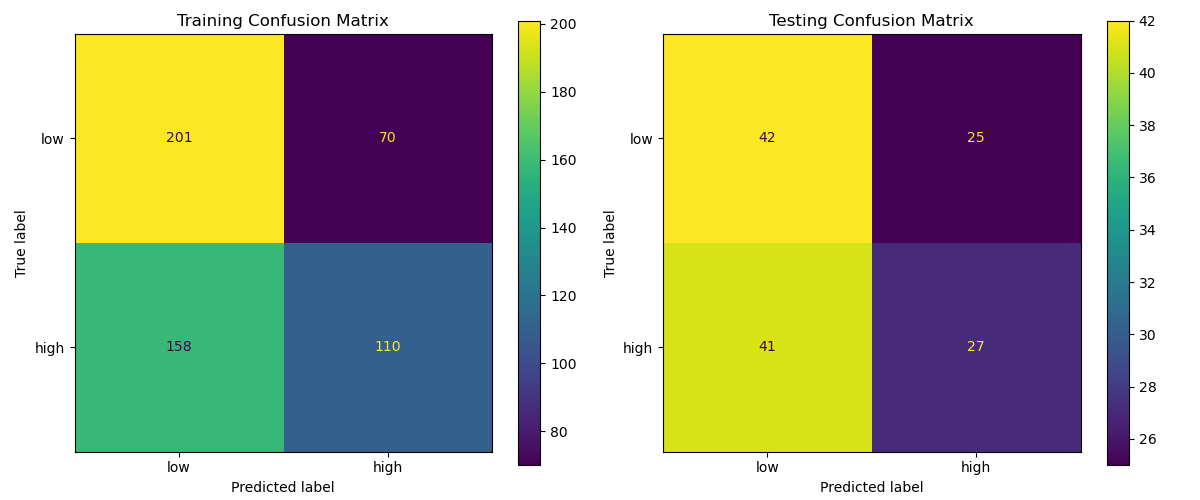 Training Confusion Matrix
True label
low
high
201
70
158
110
low
high
Predicted label
200
180
160
140
120
100
80
Testing Confusion Matrix
True label
low
high
42
25
41
27
low
high
Predicted label
42
40
38
36
34
32
30
28
26